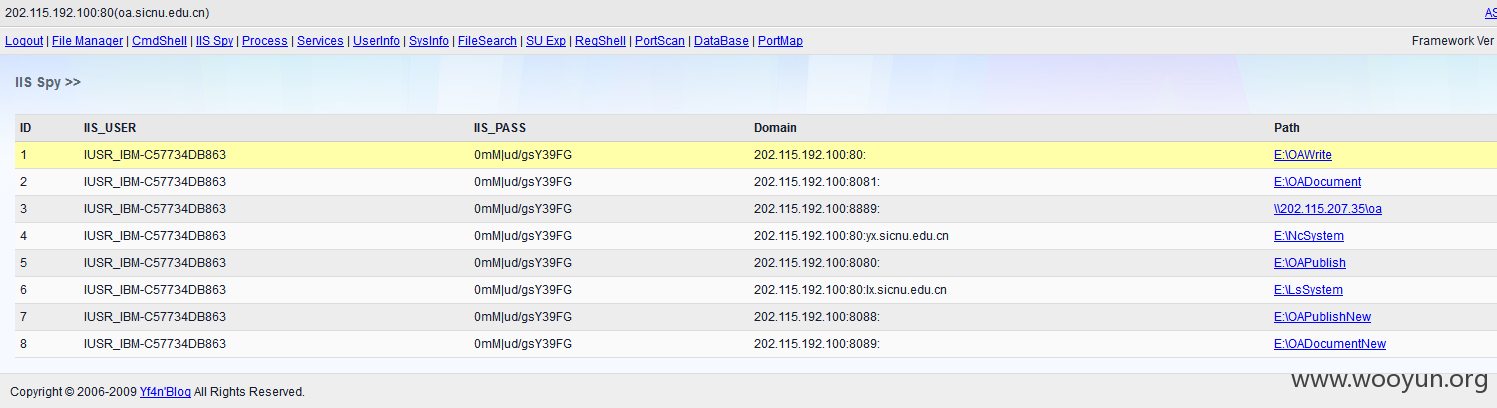 202.115.192.100:80(oa.sicnu.edu.cn) AS
Logout | File Manager | CmdShell | IIS Spy | Process | Services | UserInfo | SysInfo | FileSearch | SU Exp | RegShell | PortScan | DataBase | PortMap Framework Ver
IIS Spy >>
ID IIS_USER IIS_PASS Domain Path
1 IUSR_IBM-C57734DB863 0mM|ud/gsY39FG 202.115.192.100:80: E:\OAWrite
2 IUSR_IBM-C57734DB863 0mM|ud/gsY39FG 202.115.192.100:8081: E:\OADocument
3 IUSR_IBM-C57734DB863 0mM|ud/gsY39FG 202.115.192.100:8889: \\202.115.207.35\oa
4 IUSR_IBM-C57734DB863 0mM|ud/gsY39FG 202.115.192.100:80:yx.sicnu.edu.cn E:\NcSystem
5 IUSR_IBM-C57734DB863 0mM|ud/gsY39FG 202.115.192.100:8080: E:\OAPublish
6 IUSR_IBM-C57734DB863 0mM|ud/gsY39FG 202.115.192.100:80:lx.sicnu.edu.cn E:\LsSystem
7 IUSR_IBM-C57734DB863 0mM|ud/gsY39FG 202.115.192.100:8088: E:\OAPublishNew
8 IUSR_IBM-C57734DB863 0mM|ud/gsY39FG 202.115.192.100:8089: E:\OADocumentNew
www.wooyun.org
Copyright © 2006-2009 Yf4n'Blog All Rights Reserved.